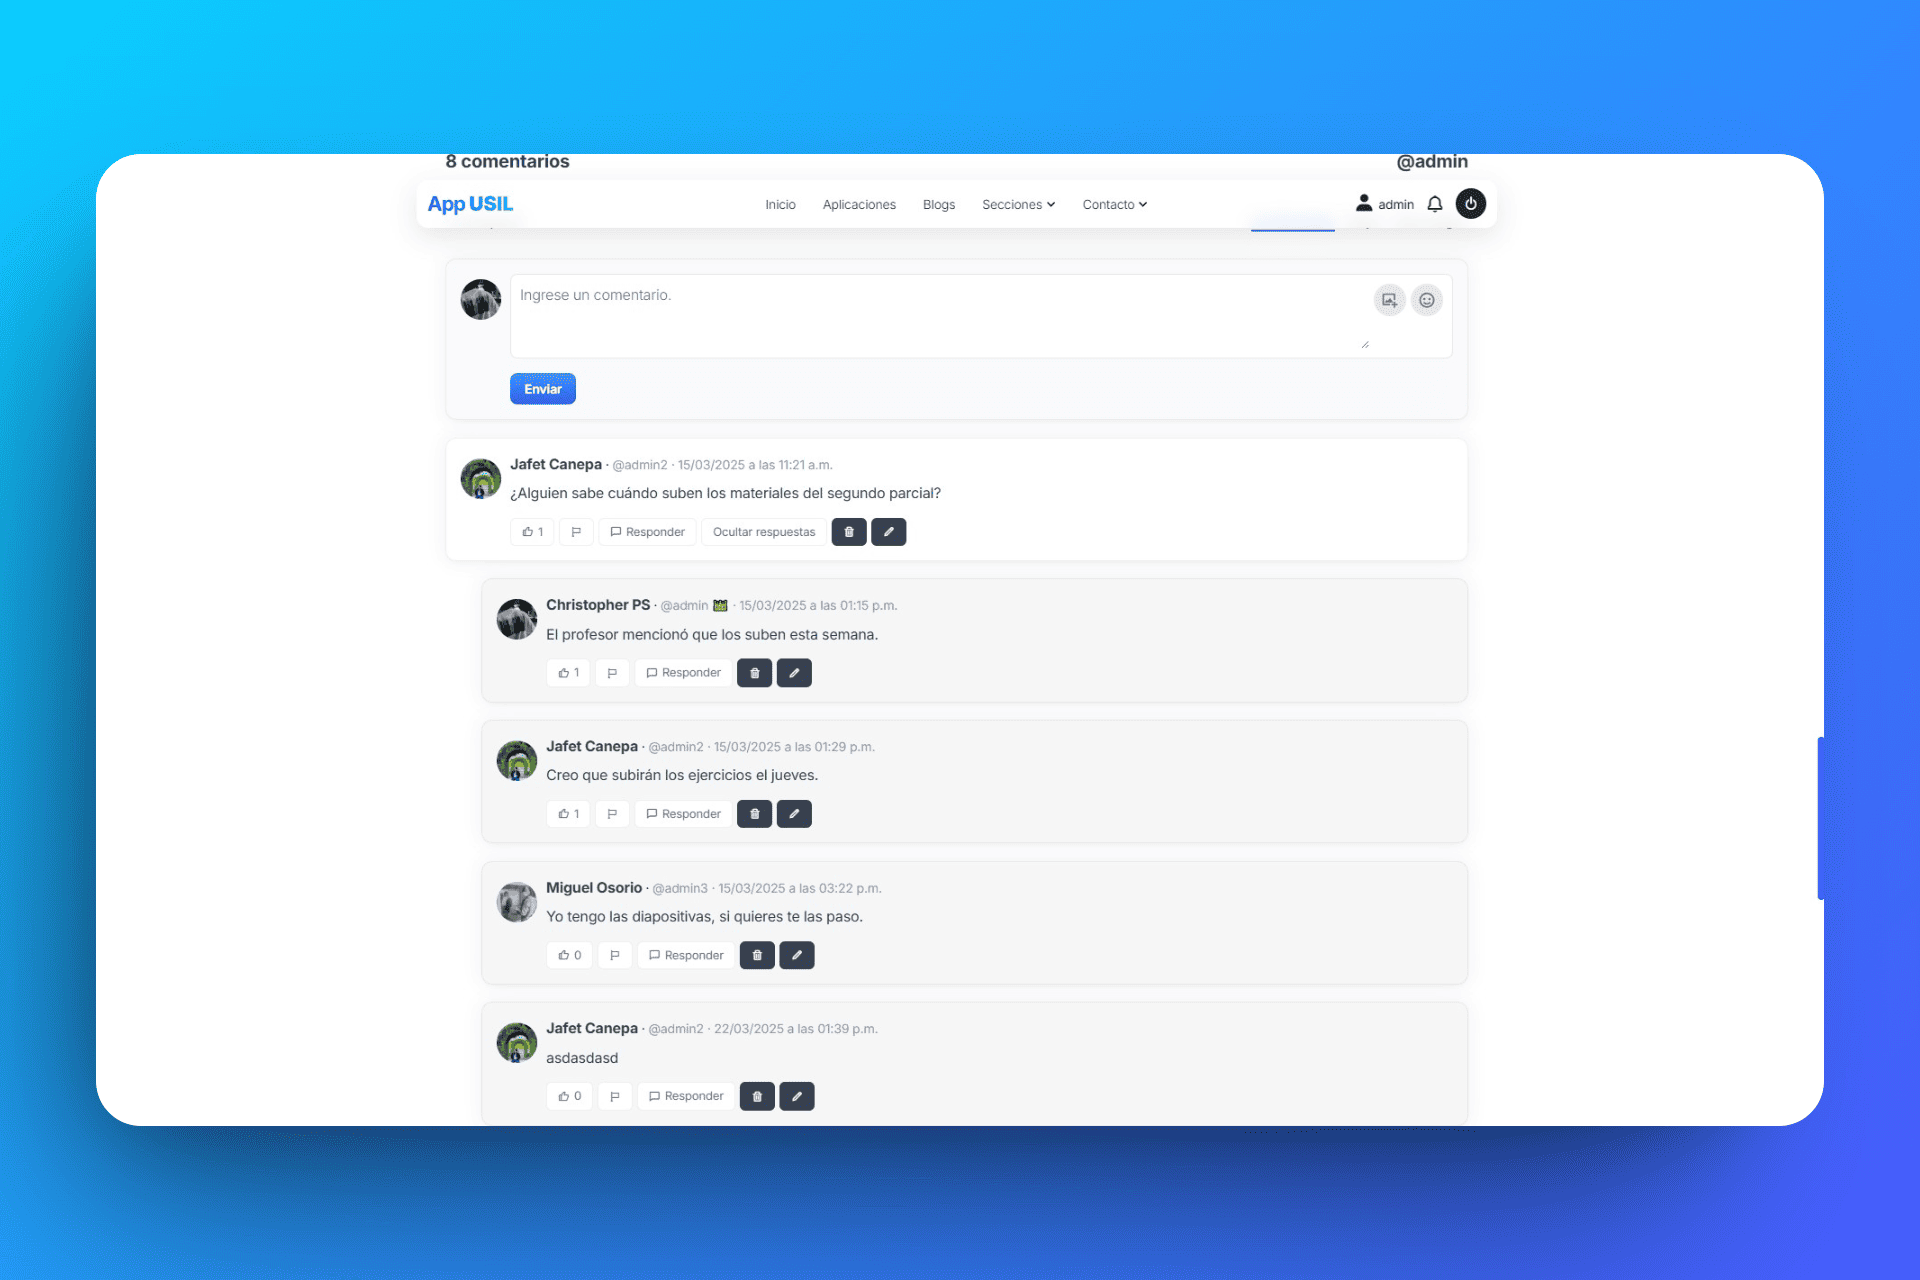 8 comentarios @admin
App USIL Inicio Aplicaciones Blogs Secciones Contacto admin
Ingrese un comentario.
Enviar
Jafet Canepa · @admin2 · 15/03/2025 a las 11:21 a.m.
¿Alguien sabe cuándo suben los materiales del segundo parcial?
1 Responder Ocultar respuestas
Christopher PS · @admin · 15/03/2025 a las 01:15 p.m.
El profesor mencionó que los suben esta semana.
1 Responder
Jafet Canepa · @admin2 · 15/03/2025 a las 01:29 p.m.
Creo que subirán los ejercicios el jueves.
1 Responder
Miguel Osorio · @admin3 · 15/03/2025 a las 03:22 p.m.
Yo tengo las diapositivas, si quieres te las paso.
0 Responder
Jafet Canepa · @admin2 · 22/03/2025 a las 01:39 p.m.
asdasdasd
0 Responder